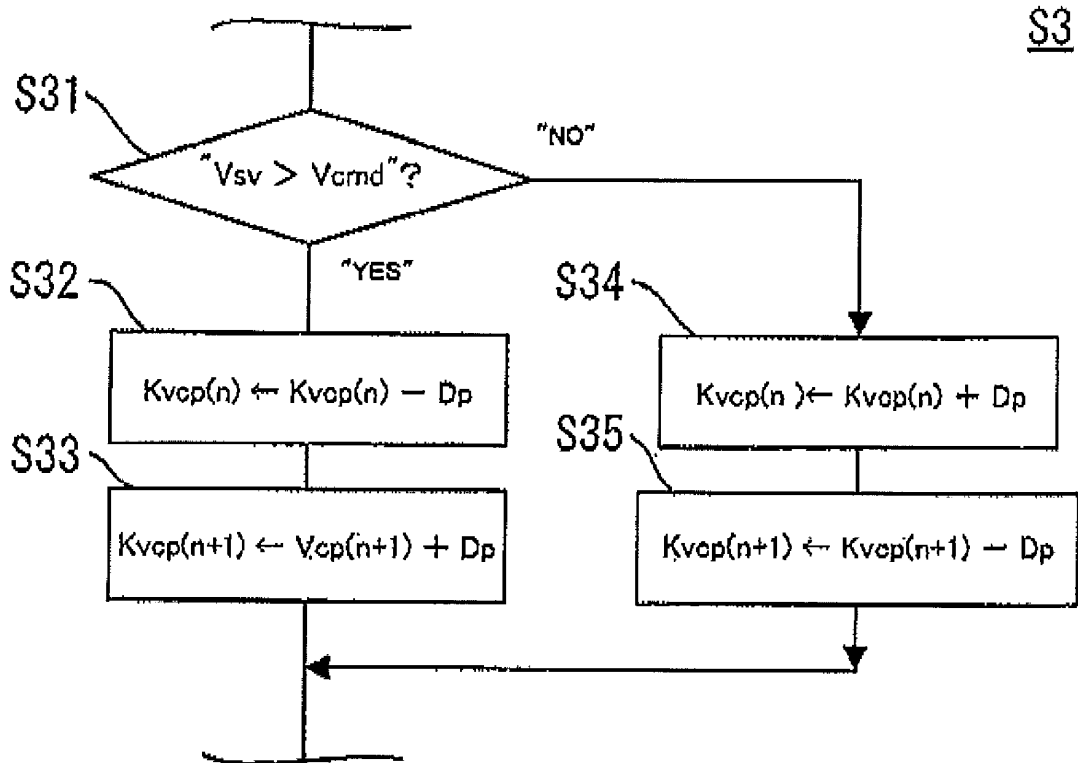 S3
S31
"Vsv > Vcmd"?
"NO"
"YES"
S32
Kvcp(n) ← Kvcp(n) − Dp
S33
Kvcp(n+1) ← Vcp(n+1) + Dp
S34
Kvcp(n )← Kvcp(n) + Dp
S35
Kvcp(n+1) ← Kvcp(n+1) − Dp